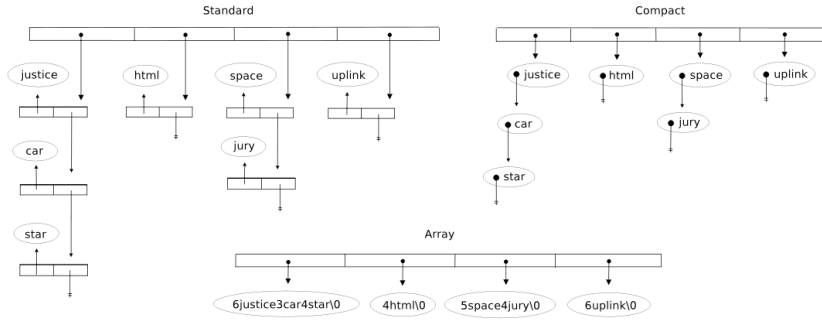 Standard
Compact
justice
html
space
uplink
justice
html
space
uplink
car
jury
car
jury
star
star
Array
6justice3car4star\0
4html\0
5space4jury\0
6uplink\0